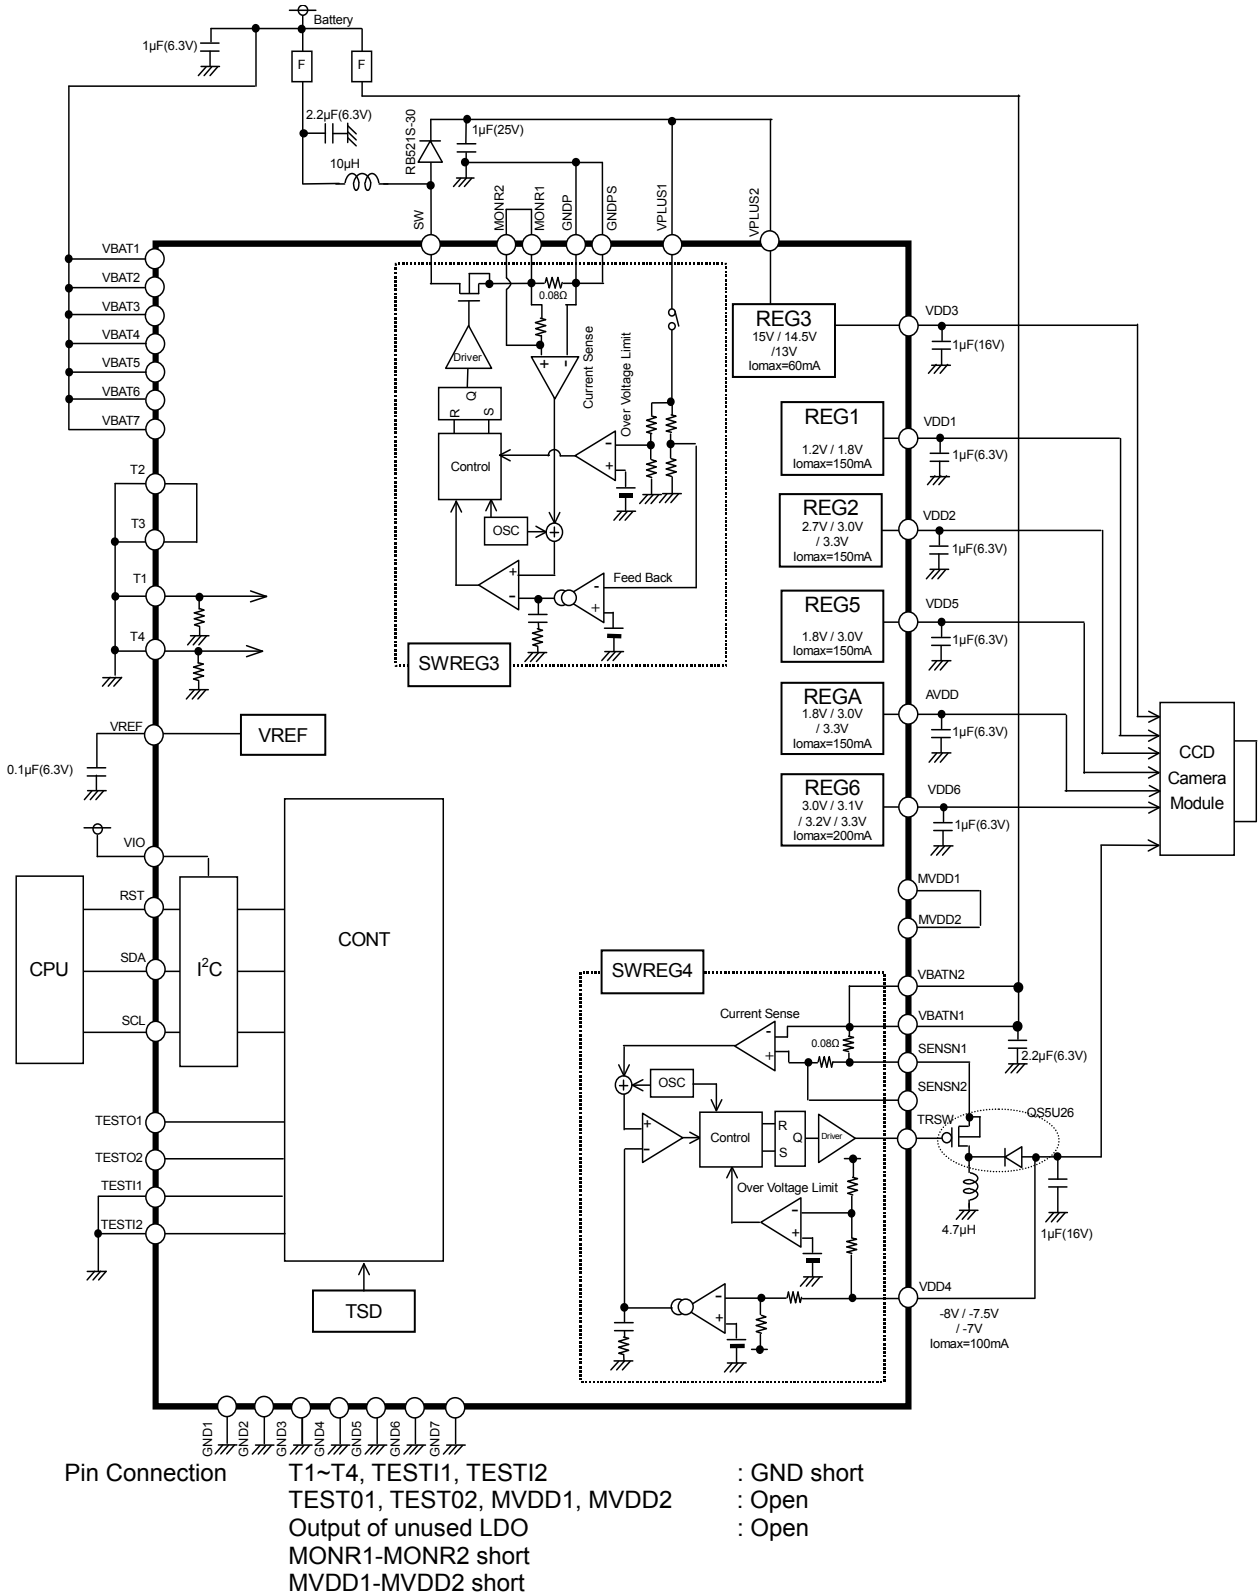 Battery
1µF(6.3V)
F
F
2.2µF(6.3V)
RB521S-30
1µF(25V)
10µH
SW
MONR2
MONR1
GNDP
GNDPS
VPLUS1
VPLUS2
VBAT1
VBAT2
VBAT3
VBAT4
VBAT5
VBAT6
VBAT7
0.08Ω
Driver
+
-
Current Sense
Over Voltage Limit
Q
R
S
Control
-
+
OSC
+
+
-
Feed Back
-
+
SWREG3
REG3
15V / 14.5V
/13V
Iomax=60mA
VDD3
1µF(16V)
REG1
1.2V / 1.8V
Iomax=150mA
VDD1
1µF(6.3V)
REG2
2.7V / 3.0V
/ 3.3V
Iomax=150mA
VDD2
1µF(6.3V)
REG5
1.8V / 3.0V
Iomax=150mA
VDD5
1µF(6.3V)
REGA
1.8V / 3.0V
/ 3.3V
Iomax=150mA
AVDD
1µF(6.3V)
REG6
3.0V / 3.1V
/ 3.2V / 3.3V
Iomax=200mA
VDD6
1µF(6.3V)
CCD
Camera
Module
T2
T3
T1
T4
VREF
VREF
0.1µF(6.3V)
VIO
RST
SDA
SCL
CPU
I²C
CONT
TESTO1
TESTO2
TESTI1
TESTI2
TSD
MVDD1
MVDD2
SWREG4
VBATN2
VBATN1
Current Sense
-
+
0.08Ω
SENSN1
2.2µF(6.3V)
SENSN2
+
OSC
TRSW
QS5U26
+
-
Control
R
S
Q
Driver
Over Voltage Limit
-
+
4.7µH
1µF(16V)
VDD4
-
+
-8V / -7.5V
/ -7V
Iomax=100mA
GND1
GND2
GND3
GND4
GND5
GND6
GND7
Pin Connection T1~T4, TESTI1, TESTI2 : GND short
TEST01, TEST02, MVDD1, MVDD2 : Open
Output of unused LDO : Open
MONR1-MONR2 short
MVDD1-MVDD2 short